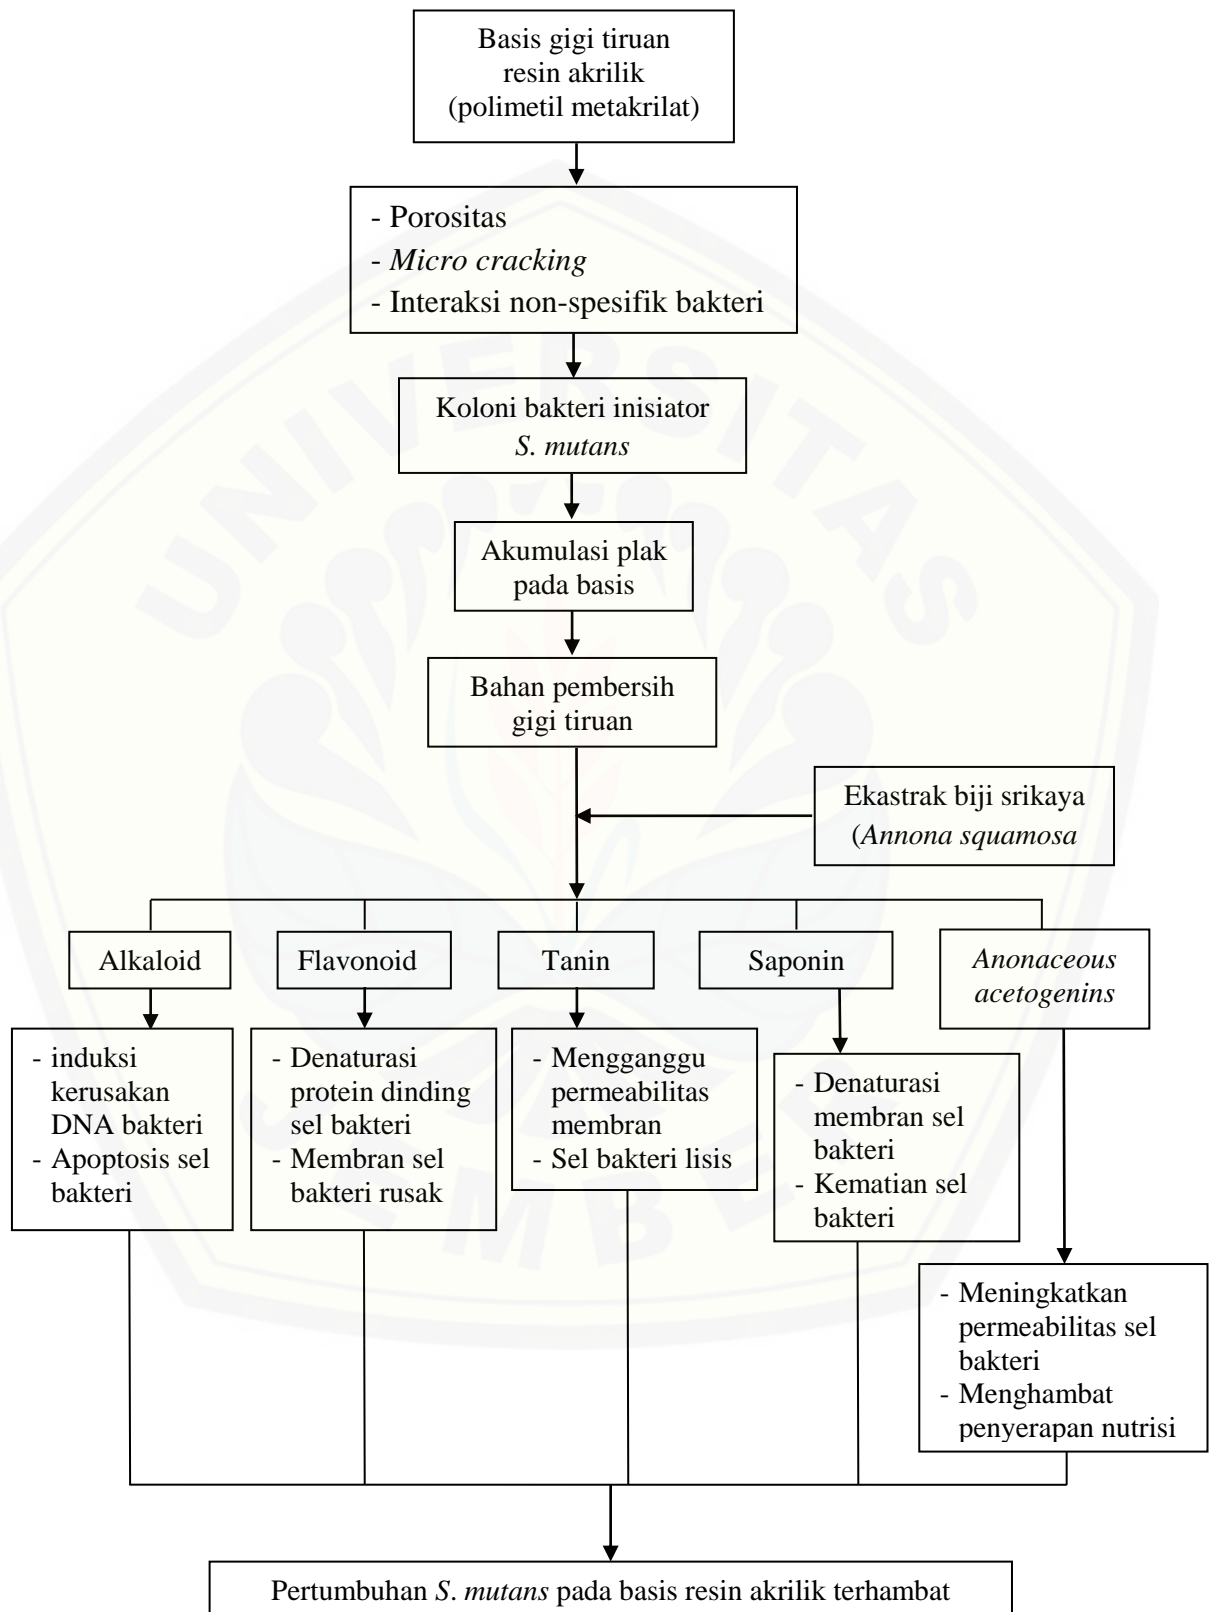 Basis gigi tiruan
resin akrilik
(polimetil metakrilat)
- Porositas
- Micro cracking
- Interaksi non-spesifik bakteri
Koloni bakteri inisiator
S. mutans
Akumulasi plak
pada basis
Bahan pembersih
gigi tiruan
Ekastrak biji srikaya
(Annona squamosa
Alkaloid
Flavonoid
Tanin
Saponin
Anonaceous
acetogenins
- induksi
kerusakan
DNA bakteri
- Apoptosis sel
bakteri
- Denaturasi
protein dinding
sel bakteri
- Membran sel
bakteri rusak
- Mengganggu
permeabilitas
membran
- Sel bakteri lisis
- Denaturasi
membran sel
bakteri
- Kematian sel
bakteri
- Meningkatkan
permeabilitas sel
bakteri
- Menghambat
penyerapan nutrisi
Pertumbuhan S. mutans pada basis resin akrilik terhambat
UNIVERSITAS
JEMBER